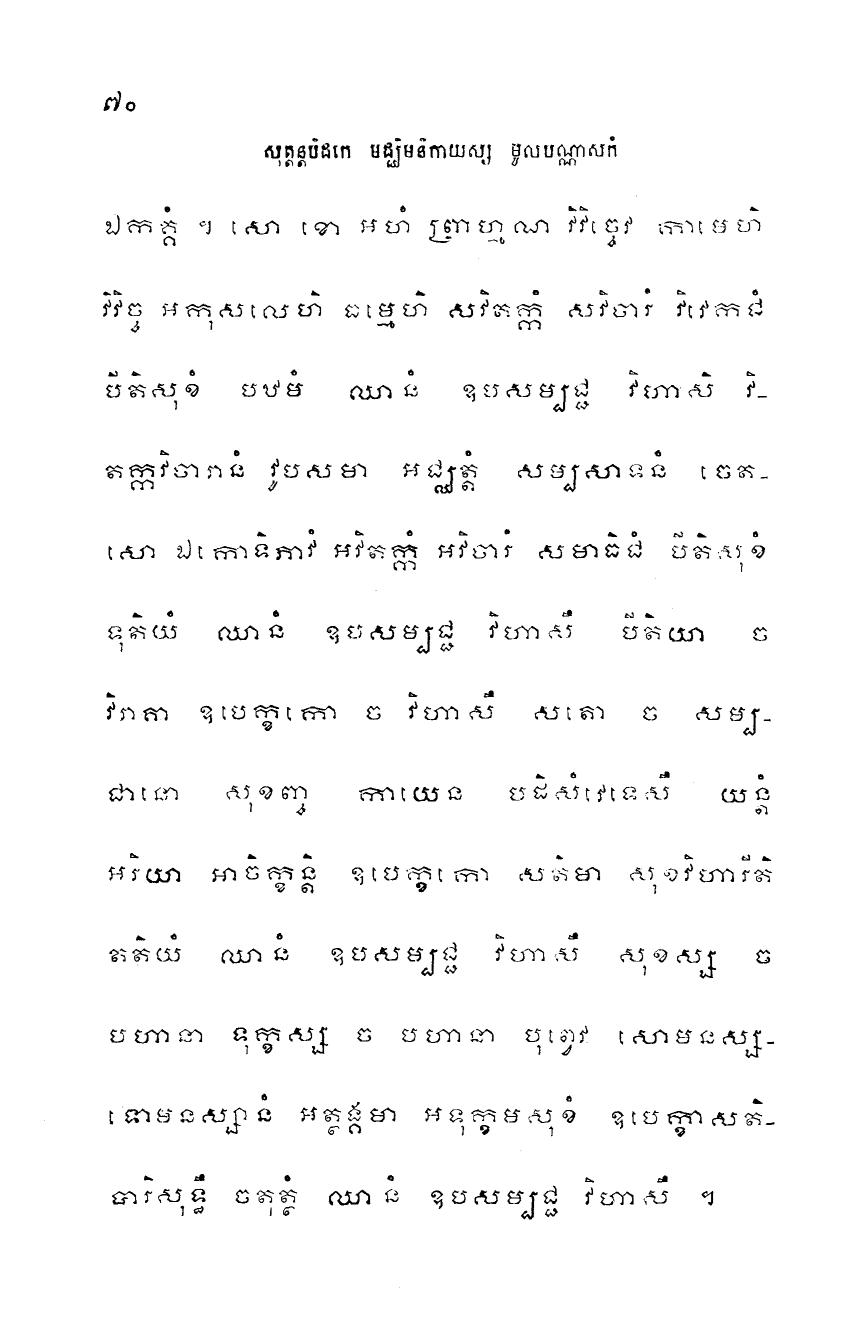 ៧០
សុត្តន្តបិដកេ មជ្ឈិមនិកាយស្ស មូលបណ្ណាសកំ
ឯកគ្គំ ។ សោ ខោ អហំ ព្រាហ្មណ វិវិច្ចេវ កាមេហិ
វិវិច្ច អកុសលេហិ ធម្មេហិ សវិតក្កំ សវិចារំ វិវេកជំ
បីតិសុខំ បឋមំ ឈានំ ឧបសម្បជ្ជ វិហាសិ វិ-
តក្កវិចារានំ វូបសមា អជ្ឈត្តំ សម្បសាទនំ ចេត-
សោ ឯកោទិភាវំ អវិតក្កំ អវិចារំ សមាធិជំ បីតិសុខំ
ទុតិយំ ឈានំ ឧបសម្បជ្ជ វិហាសឹ បីតិយា ច
វិរាគា ឧបេក្ខកោ ច វិហាសឹ សតោ ច សម្ប-
ជានោ សុខញ្ច កាយេន បដិសំវេទេសឹ យន្តំ
អរិយា អាចិក្ខន្តិ ឧបេក្ខកោ សតិមា សុខវិហារីតិ
តតិយំ ឈានំ ឧបសម្បជ្ជ វិហាសឹ សុខស្ស ច
បហានា ទុក្ខស្ស ច បហានា បុព្វេវ សោមនស្ស-
ទោមនស្សានំ អត្ថង្គមា អទុក្ខមសុខំ ឧបេក្ខាសតិ-
បារិសុទ្ធឹ ចតុត្ថំ ឈានំ ឧបសម្បជ្ជ វិហាសឹ ។